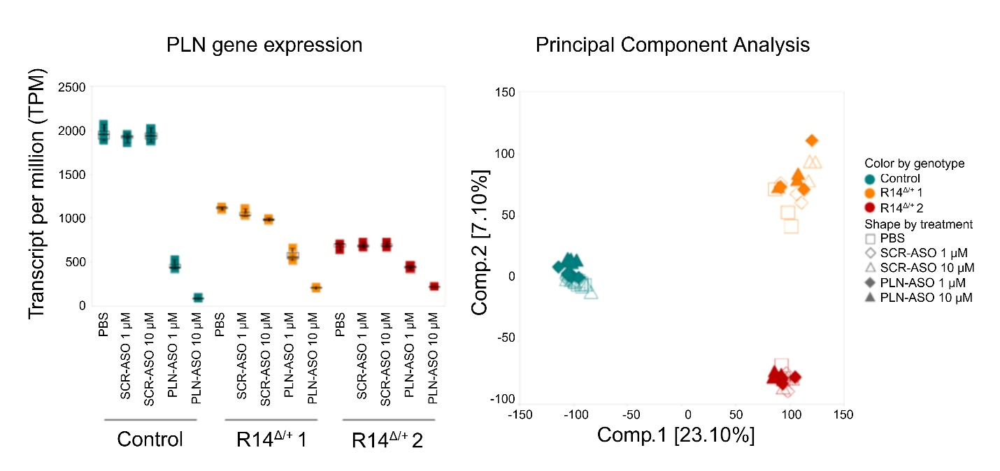 PLN gene expression
Transcript per million (TPM)
2500
2000
1500
1000
500
0
PBS
SCR-ASO 1 µM
SCR-ASO 10 µM
PLN-ASO 1 µM
PLN-ASO 10 µM
PBS
SCR-ASO 1 µM
SCR-ASO 10 µM
PLN-ASO 1 µM
PLN-ASO 10 µM
PBS
SCR-ASO 1 µM
SCR-ASO 10 µM
PLN-ASO 1 µM
PLN-ASO 10 µM
Control
R14Δ/+ 1
R14Δ/+ 2
Principal Component Analysis
Comp.2 [7.10%]
150
100
50
0
-50
-100
-150
-100
-50
0
50
100
150
Comp.1 [23.10%]
Color by genotype
Control
R14Δ/+ 1
R14Δ/+ 2
Shape by treatment
PBS
SCR-ASO 1 µM
SCR-ASO 10 µM
PLN-ASO 1 µM
PLN-ASO 10 µM